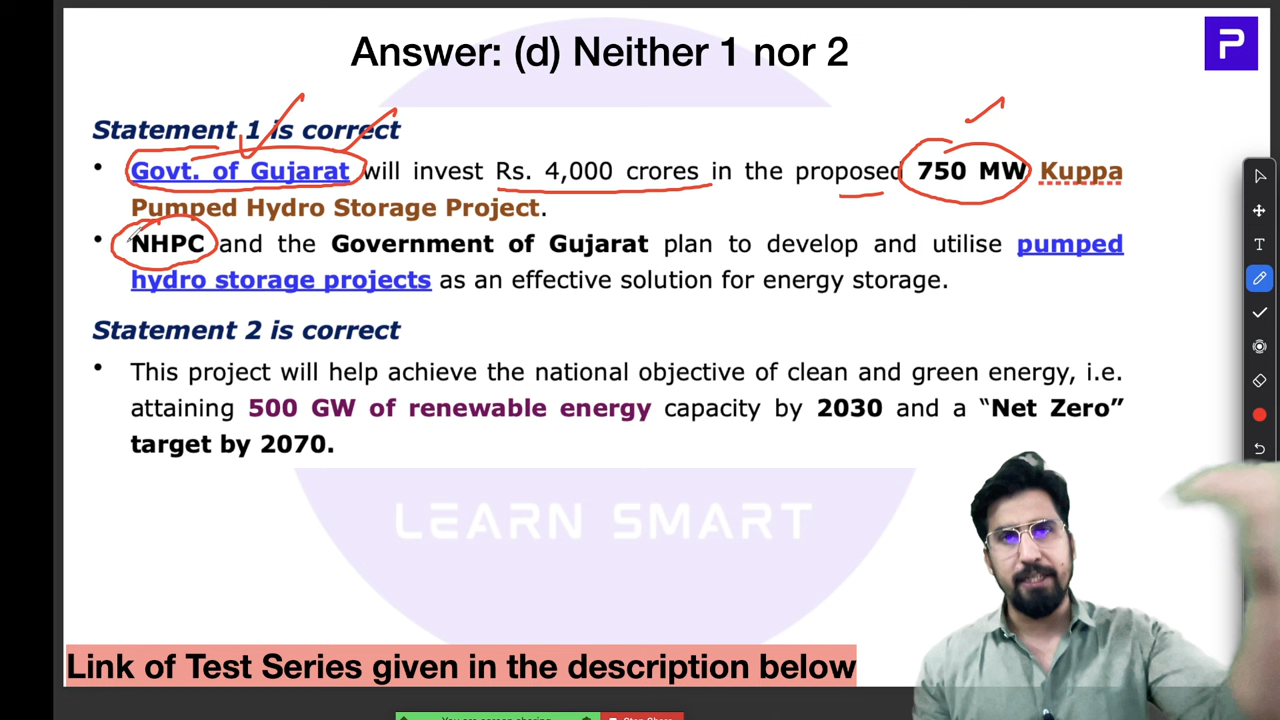 Answer: (d) Neither 1 nor 2
P
Statement 1 is correct
• Govt. of Gujarat will invest Rs. 4,000 crores in the proposed 750 MW Kuppa
Pumped Hydro Storage Project.
• NHPC and the Government of Gujarat plan to develop and utilise pumped
hydro storage projects as an effective solution for energy storage.
Statement 2 is correct
• This project will help achieve the national objective of clean and green energy, i.e.
attaining 500 GW of renewable energy capacity by 2030 and a “Net Zero”
target by 2070.
LEARN SMART
Link of Test Series given in the description below
T